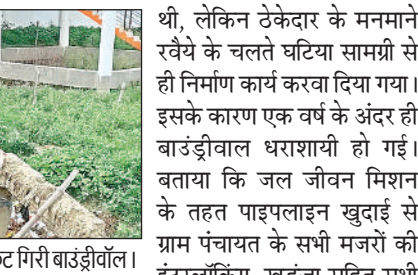 थी, लेकिन ठेकेदार के मनमाने
रवैये के चलते घटिया सामग्री से
ही निर्माण कार्य करवा दिया गया।
इसके कारण एक वर्ष के अंदर ही
बाउंड्रीवाल धराशायी हो गई।
बताया कि जल जीवन मिशन
के तहत पाइपलाइन खुदाई से
ग्राम पंचायत के सभी मजरों की
गिरी बाउंड्रीवॉल।